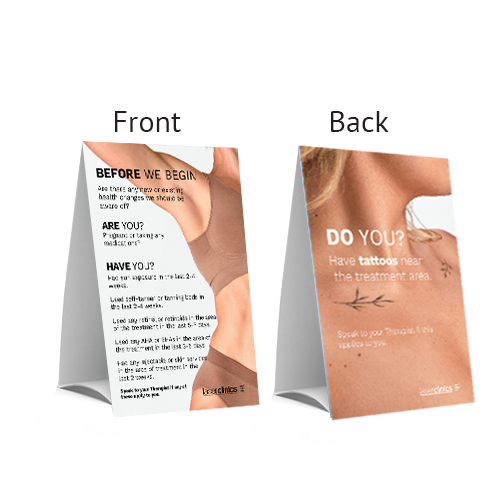 Front
BEFORE WE BEGIN
Are there any new or existing
health changes we should be
aware of?
ARE YOU?
Pregnant or taking any
medications?
HAVE YOU?
Had sun exposure in the last 2-4
weeks.
Used self-tanner or tanning beds in
the last 2-4 weeks.
Used any retinal or retinoids in the area
of the treatment in the last 5-7 days
Used any AHA or BHAs in the area of
the treatment in the last 3-5 days
Had any injectable or skin services
in the area of treatment in the
last 2 weeks.
Speak to your Therapist if any of
these apply to you.
laserclinics
Back
DO YOU?
Have tattoos near
the treatment area.
Speak to your Therapist if this
applies to you.
laserclinics